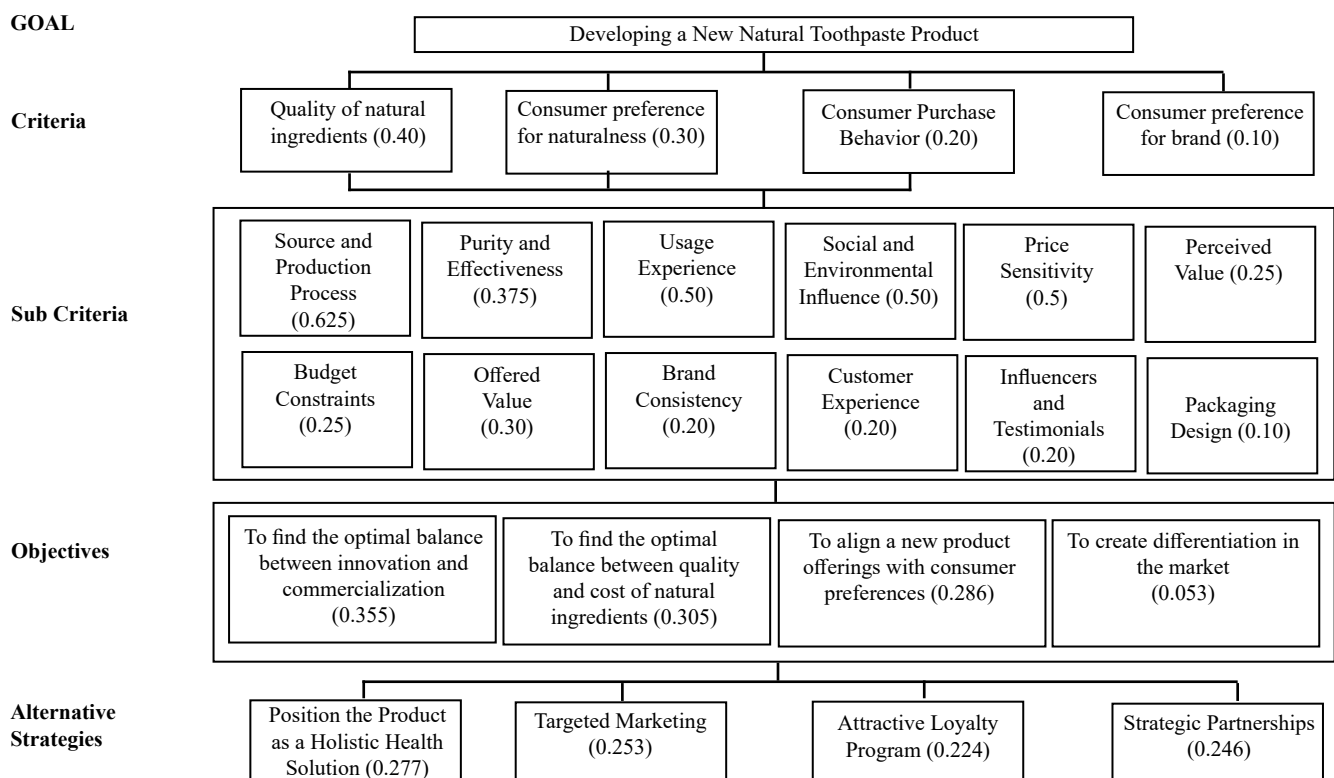 GOAL
Developing a New Natural Toothpaste Product
Criteria
Quality of natural
ingredients (0.40)
Consumer preference
for naturalness (0.30)
Consumer Purchase
Behavior (0.20)
Consumer preference
for brand (0.10)
Sub Criteria
Source and
Production
Process
(0.625)
Purity and
Effectiveness
(0.375)
Usage
Experience
(0.50)
Social and
Environmental
Influence (0.50)
Price
Sensitivity
(0.5)
Perceived
Value (0.25)
Budget
Constraints
(0.25)
Offered
Value
(0.30)
Brand
Consistency
(0.20)
Customer
Experience
(0.20)
Influencers
and
Testimonials
(0.20)
Packaging
Design (0.10)
Objectives
To find the optimal balance
between innovation and
commercialization
(0.355)
To find the optimal
balance between quality
and cost of natural
ingredients (0.305)
To align a new product
offerings with consumer
preferences (0.286)
To create differentiation in
the market
(0.053)
Alternative
Strategies
Position the Product
as a Holistic Health
Solution (0.277)
Targeted Marketing
(0.253)
Attractive Loyalty
Program (0.224)
Strategic Partnerships
(0.246)